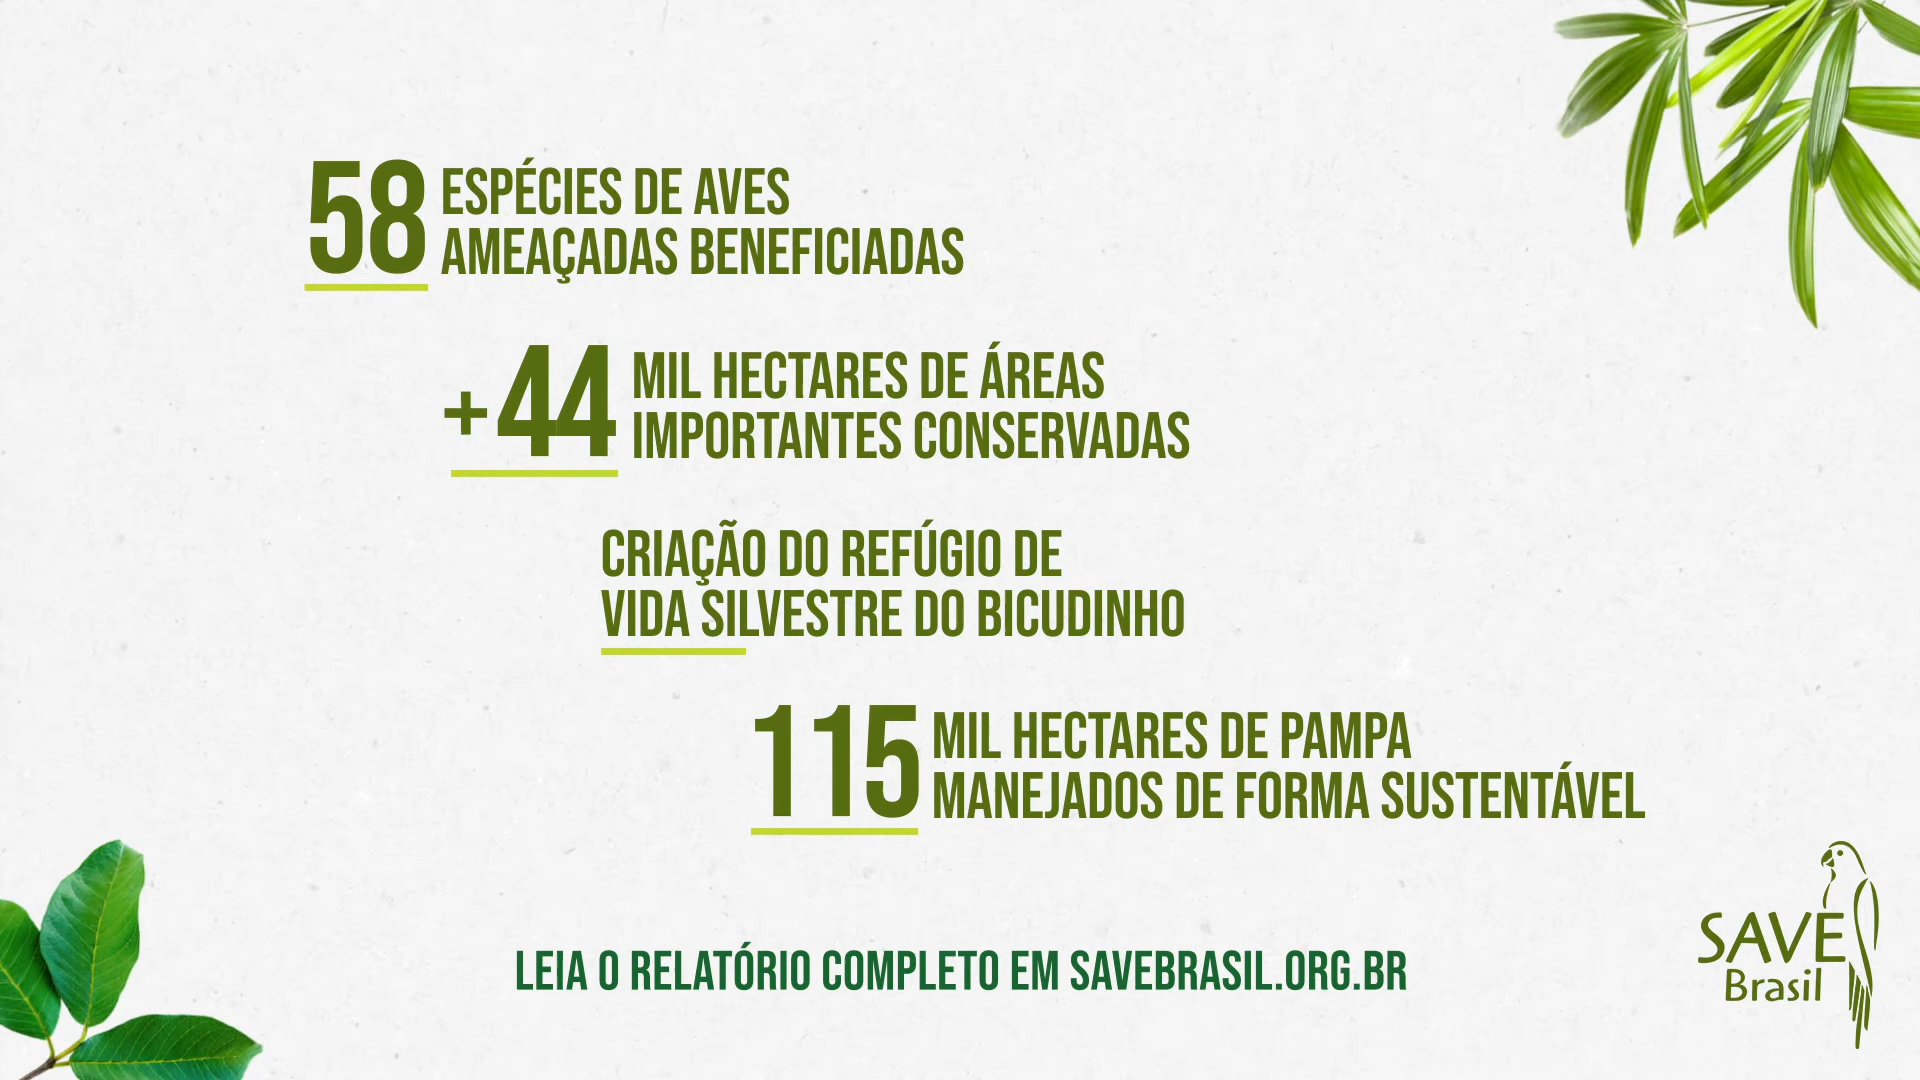 58 ESPÉCIES DE AVES
AMEAÇADAS BENEFICIADAS
+44 MIL HECTARES DE ÁREAS
IMPORTANTES CONSERVADAS
CRIAÇÃO DO REFÚGIO DE
VIDA SILVESTRE DO BICUDINHO
115 MIL HECTARES DE PAMPA
MANEJADOS DE FORMA SUSTENTÁVEL
LEIA O RELATÓRIO COMPLETO EM SAVEBRASIL.ORG.BR
SAVE
Brasil